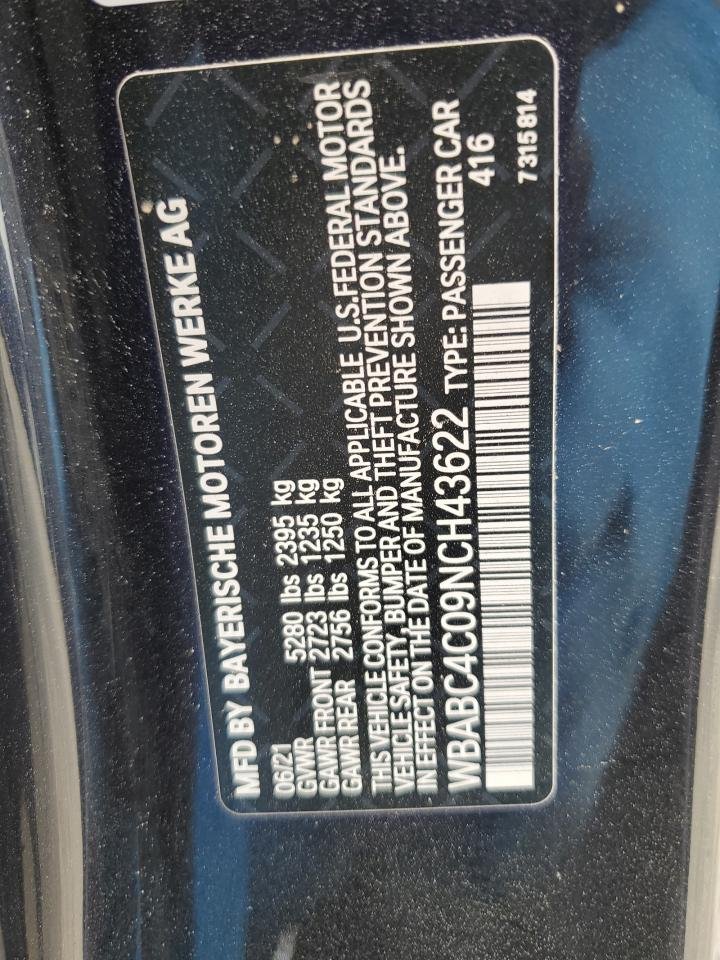 MFD BY BAYERISCHE MOTOREN WERKE AG
06/21
GVWR 5280 lbs 2395 kg
GAWR FRONT 2723 lbs 1235 kg
GAWR REAR 2756 lbs 1250 kg
THIS VEHICLE CONFORMS TO ALL APPLICABLE U.S.FEDERAL MOTOR
VEHICLE SAFETY, BUMPER AND THEFT PREVENTION STANDARDS
IN EFFECT ON THE DATE OF MANUFACTURE SHOWN ABOVE.
WBABC4C09NCH43622 TYPE: PASSENGER CAR
416
7315814